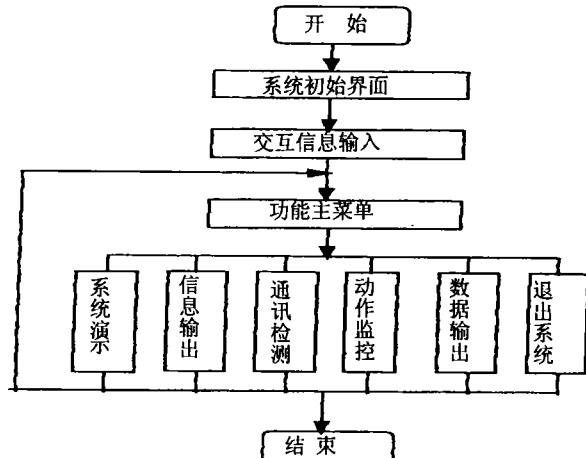 开 始
系统初始界面
交互信息输入
功能主菜单
系统演示
信息输出
通讯检测
动作监控
数据输出
退出系统
结 束